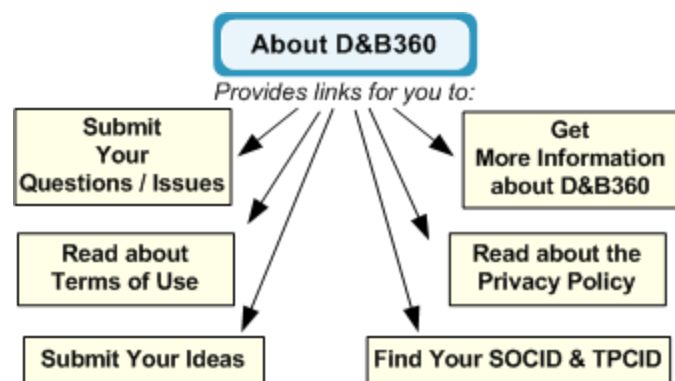 About D&B360
Provides links for you to:
Submit
Your
Questions / Issues
Get
More Information
about D&B360
Read about
Terms of Use
Read about the
Privacy Policy
Submit Your Ideas
Find Your SOCID & TPCID